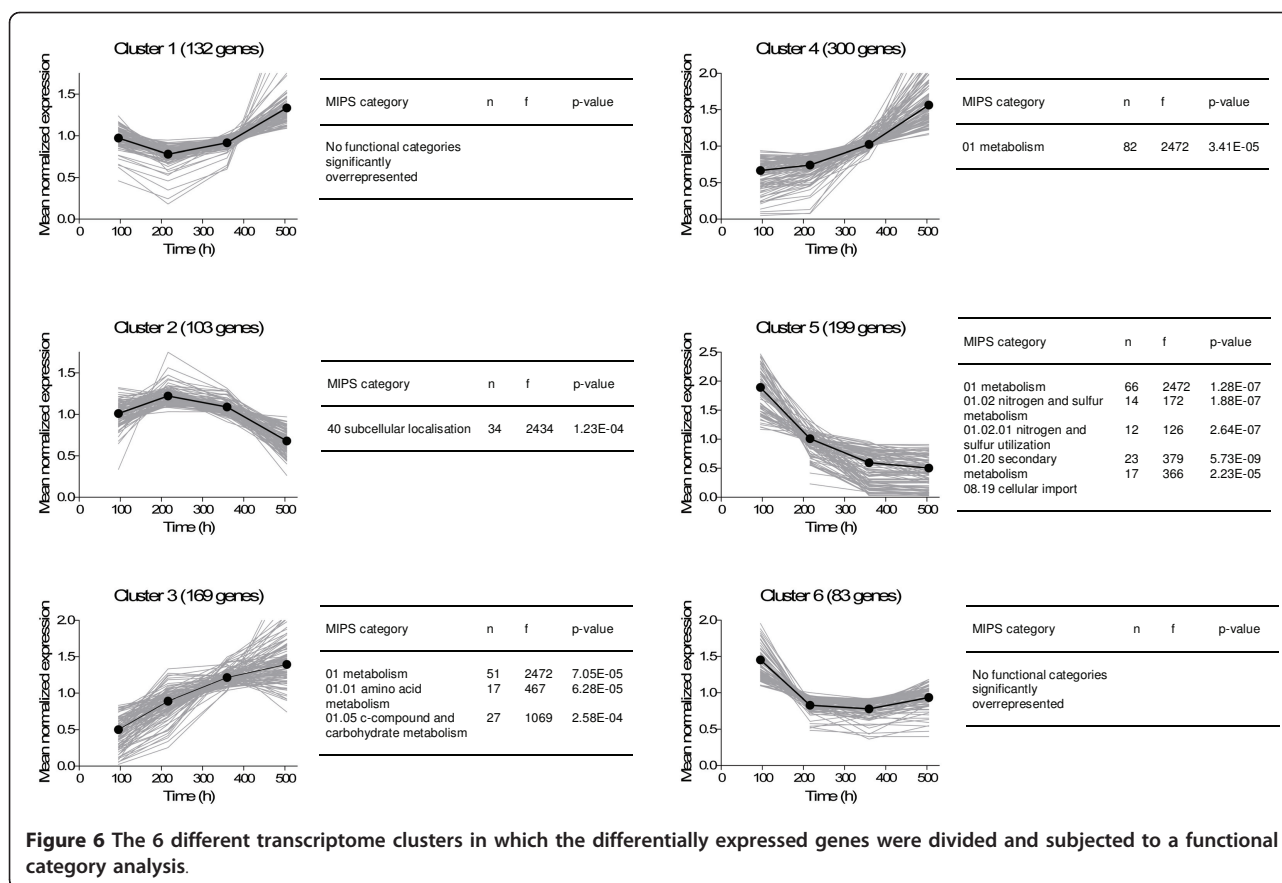 Cluster 1 (132 genes)
Mean normalized expression
1.5
1.0
0.5
0.0
0 100 200 300 400 500
Time (h)
MIPS category n f p-value
No functional categories
significantly
overrepresented
Cluster 4 (300 genes)
Mean normalized expression
2.0
1.5
1.0
0.5
0.0
0 100 200 300 400 500
Time (h)
MIPS category n f p-value
01 metabolism 82 2472 3.41E-05
Cluster 2 (103 genes)
Mean normalized expression
1.5
1.0
0.5
0.0
0 100 200 300 400 500
Time (h)
MIPS category n f p-value
40 subcellular localisation 34 2434 1.23E-04
Cluster 5 (199 genes)
Mean normalized expression
2.5
2.0
1.5
1.0
0.5
0.0
0 100 200 300 400 500
Time (h)
MIPS category n f p-value
01 metabolism 66 2472 1.28E-07
01.02 nitrogen and sulfur 14 172 1.88E-07
metabolism
01.02.01 nitrogen and 12 126 2.64E-07
sulfur utilization
01.20 secondary 23 379 5.73E-09
metabolism 17 366 2.23E-05
08.19 cellular import
Cluster 3 (169 genes)
Mean normalized expression
2.0
1.5
1.0
0.5
0.0
0 100 200 300 400 500
Time (h)
MIPS category n f p-value
01 metabolism 51 2472 7.05E-05
01.01 amino acid 17 467 6.28E-05
metabolism
01.05 c-compound and 27 1069 2.58E-04
carbohydrate metabolism
Cluster 6 (83 genes)
Mean normalized expression
2.0
1.5
1.0
0.5
0.0
0 100 200 300 400 500
Time (h)
MIPS category n f p-value
No functional categories
significantly
overrepresented
Figure 6 The 6 different transcriptome clusters in which the differentially expressed genes were divided and subjected to a functional
category analysis.